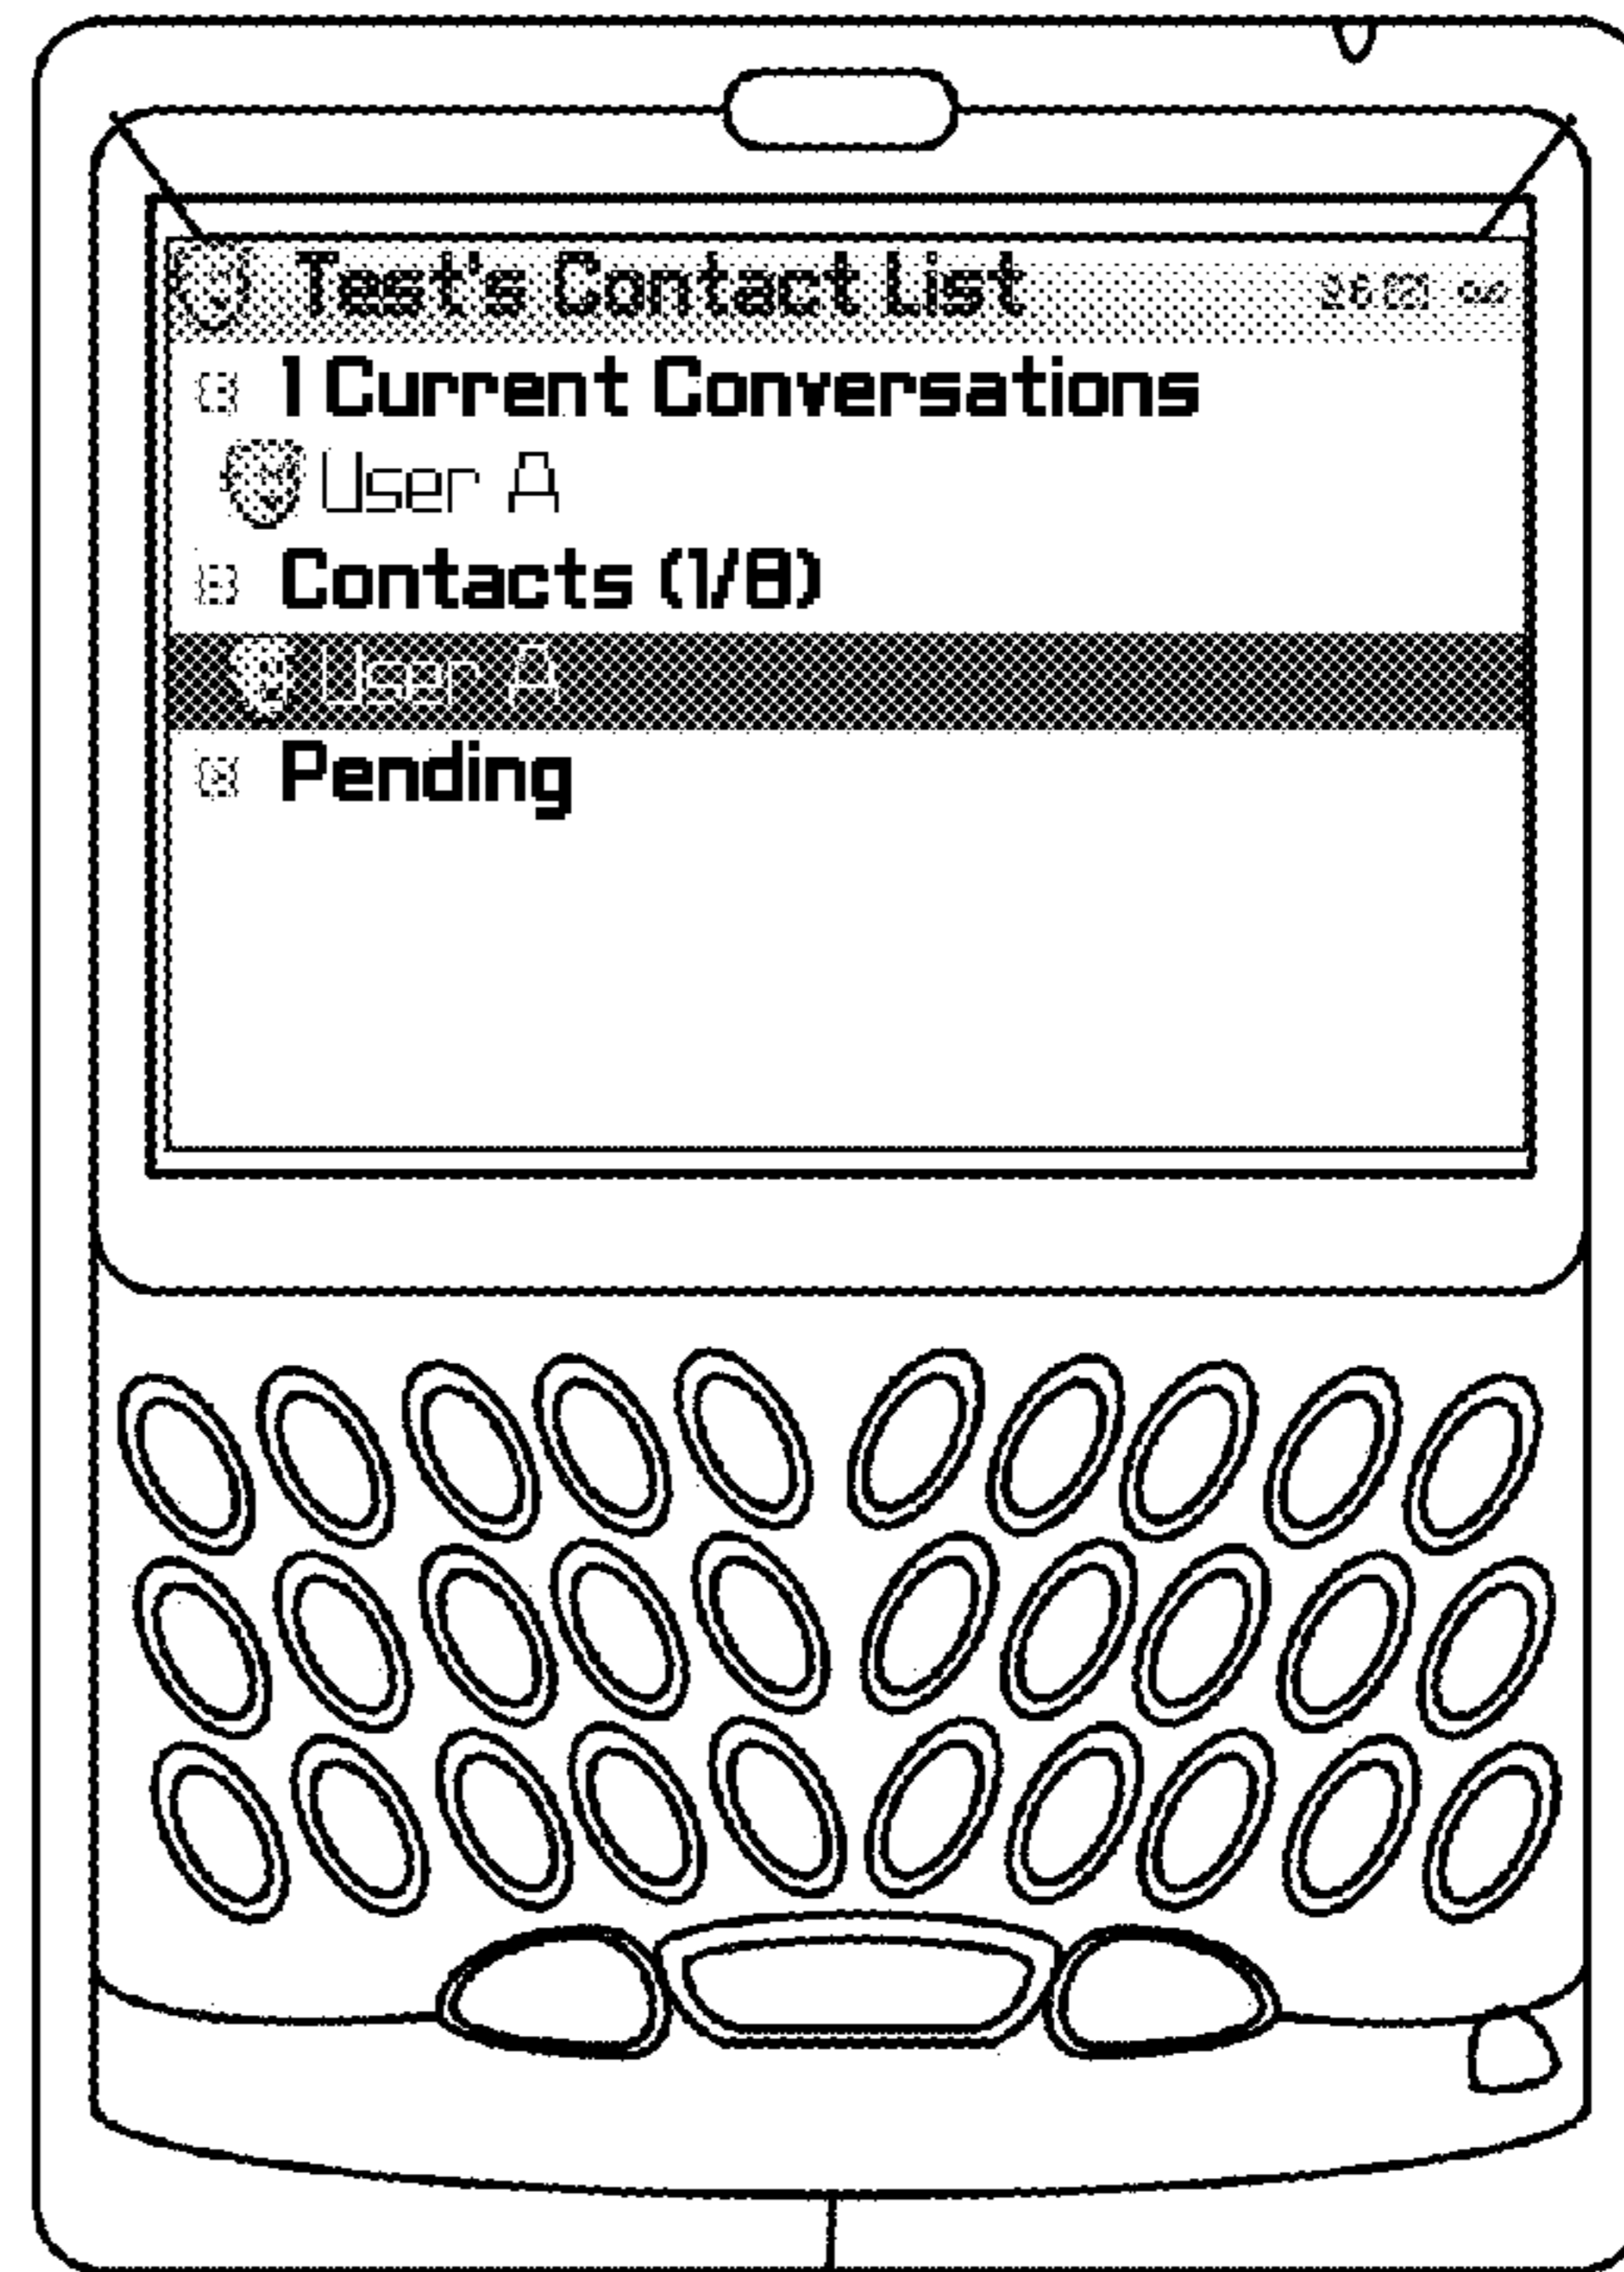 Test's Contact List
1 Current Conversations
User A
Contacts (1/8)
User A
Pending